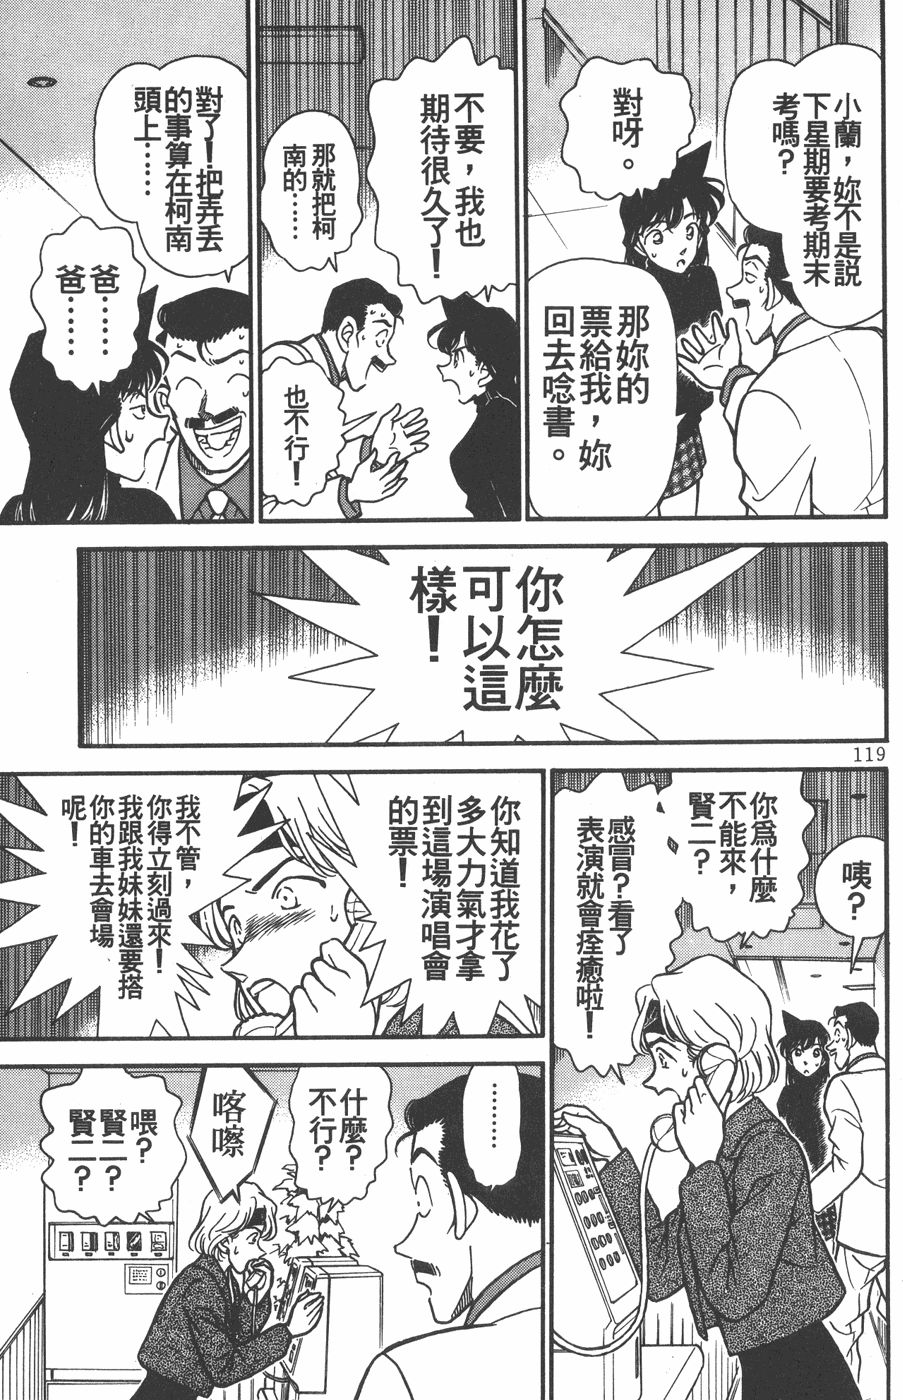 小蘭，妳不是說
下星期要考期末
考嗎？
對呀。
那妳的
票給我，妳
回去唸書。
不要，我也
期待很久了！
那就把柯
南的……
也不行！
對了！把弄丟
的事算在柯南
頭上……
爸……
爸……
你怎麼
可以這
樣！
119
咦？
你爲什麼
不能來，
賢二？
感冒？看了
表演就會痊癒啦！
你知道我花了
多大力氣才拿
到這場演唱會
的票！
我不管，
你得立刻過來！
我跟我妹妹還要搭
你的車去會場
呢！
……
什麼？
不行？
喀嚓
喂？
賢二？
賢二？